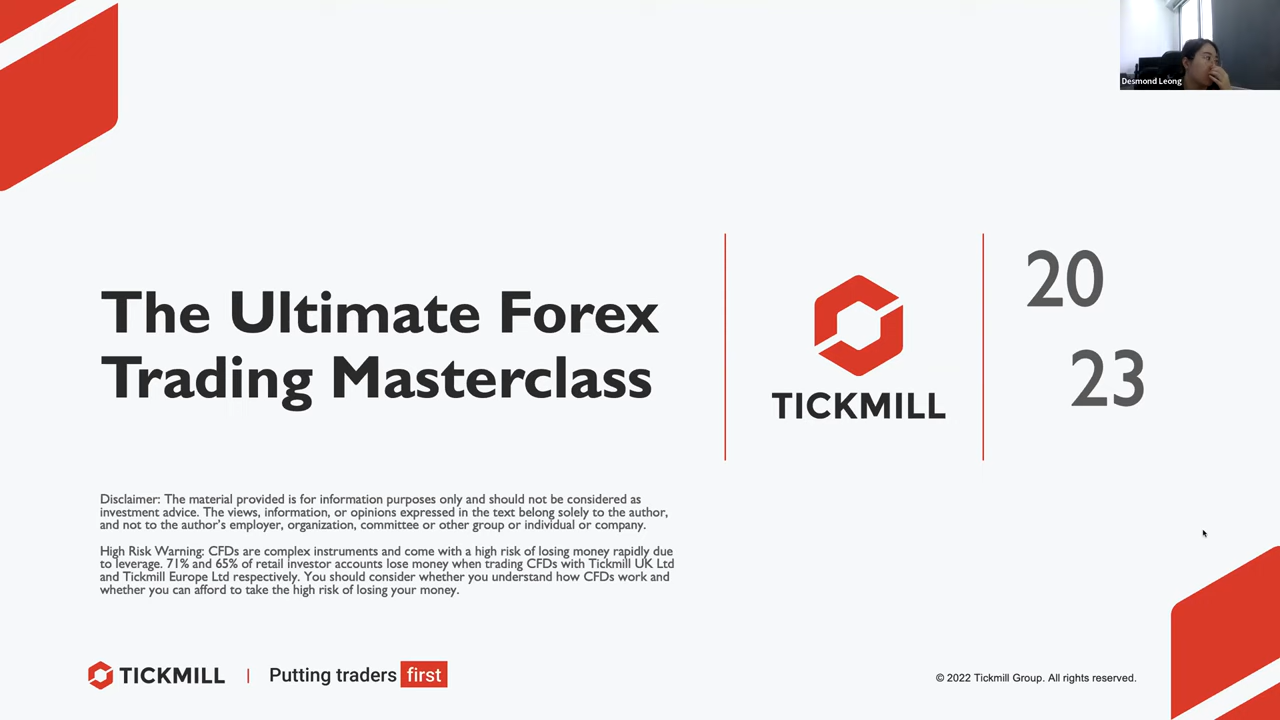 Desmond Leong
The Ultimate Forex
Trading Masterclass
TICKMILL
20
23
Disclaimer: The material provided is for information purposes only and should not be considered as
investment advice. The views, information, or opinions expressed in the text belong solely to the author,
and not to the author's employer, organization, committee or other group or individual or company.
High Risk Warning: CFDs are complex instruments and come with a high risk of losing money rapidly due
to leverage. 71% and 65% of retail investor accounts lose money when trading CFDs with Tickmill UK Ltd
and Tickmill Europe Ltd respectively. You should consider whether you understand how CFDs work and
whether you can afford to take the high risk of losing your money.
TICKMILL | Putting traders first
© 2022 Tickmill Group. All rights reserved.